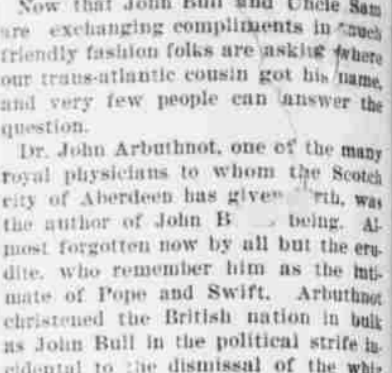 Now that John Bull and Uncle Sam
are exchanging compliments in such
friendly fashion folks are asking where
our trans-atlantic cousin got his name,
and very few people can answer the
question.
Dr. John Arbuthnot, one of the many
royal physicians to whom the Scotch
city of Aberdeen has given rth, was
the author of John B being. Al-
most forgotten now by all but the eru-
dite, who remember him as the inti-
mate of Pope and Swift, Arbuthnot
christened the British nation in bulk
as John Bull in the political strife in-
cidental to the dismissal of the whig